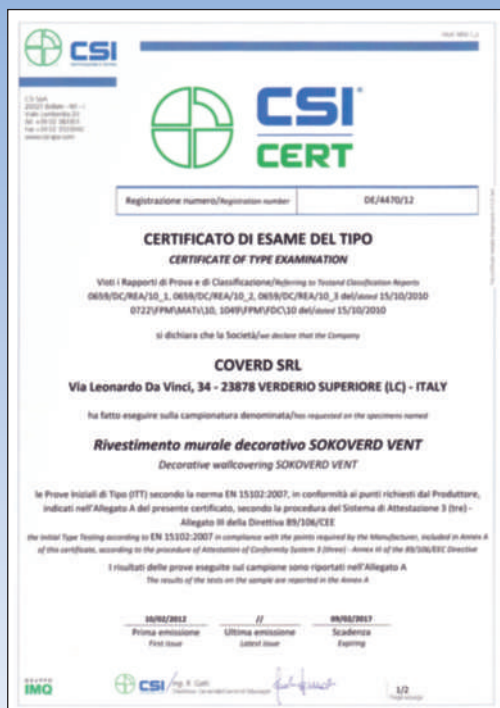 CSI
CSI
CERT
Registrazione numero/Registration number DE/4470/12
CERTIFICATO DI ESAME DEL TIPO
CERTIFICATE OF TYPE EXAMINATION
Visti i Rapporti di Prova e di Classificazione/Referring to Testand Classification Reports
0659/DC/REA/10_1, 0659/DC/REA/10_2, 0659/DC/REA/10_3 del/dated 15/10/2010
0722\FPM\MATs\10, 1049\FPM\FDC\10 del/dated 15/10/2010
si dichiara che la Società/we declare that the Company
COVERD SRL
Via Leonardo Da Vinci, 34 - 23878 VERDERIO SUPERIORE (LC) - ITALY
ha fatto eseguire sulla campionatura denominata/has requested on the specimens named
Rivestimento murale decorativo SOKOVERD VENT
Decorative wallcovering SOKOVERD VENT
le Prove Iniziali di Tipo (ITT) secondo la norma EN 15102:2007, in conformità ai punti richiesti dal Produttore,
indicati nell'Allegato A del presente certificato, secondo la procedura del Sistema di Attestazione 3 (tre) -
Allegato III della Direttiva 89/106/CEE
the Initial Type Testing according to EN 15102:2007 in compliance with the points required by the Manufacturer, included in Annex A
of this certificate, according to the procedure of Attestation of Conformity System 3 (three) - Annex III of the 89/106/EEC Directive
I risultati delle prove eseguite sul campione sono riportati nell'Allegato A
The results of the tests on the sample are reported in the Annex A
10/02/2012 // 09/02/2017
Prima emissione Ultima emissione Scadenza
First issue Latest issue Expiring
GRUPPO
IMQ
CSI
1/2